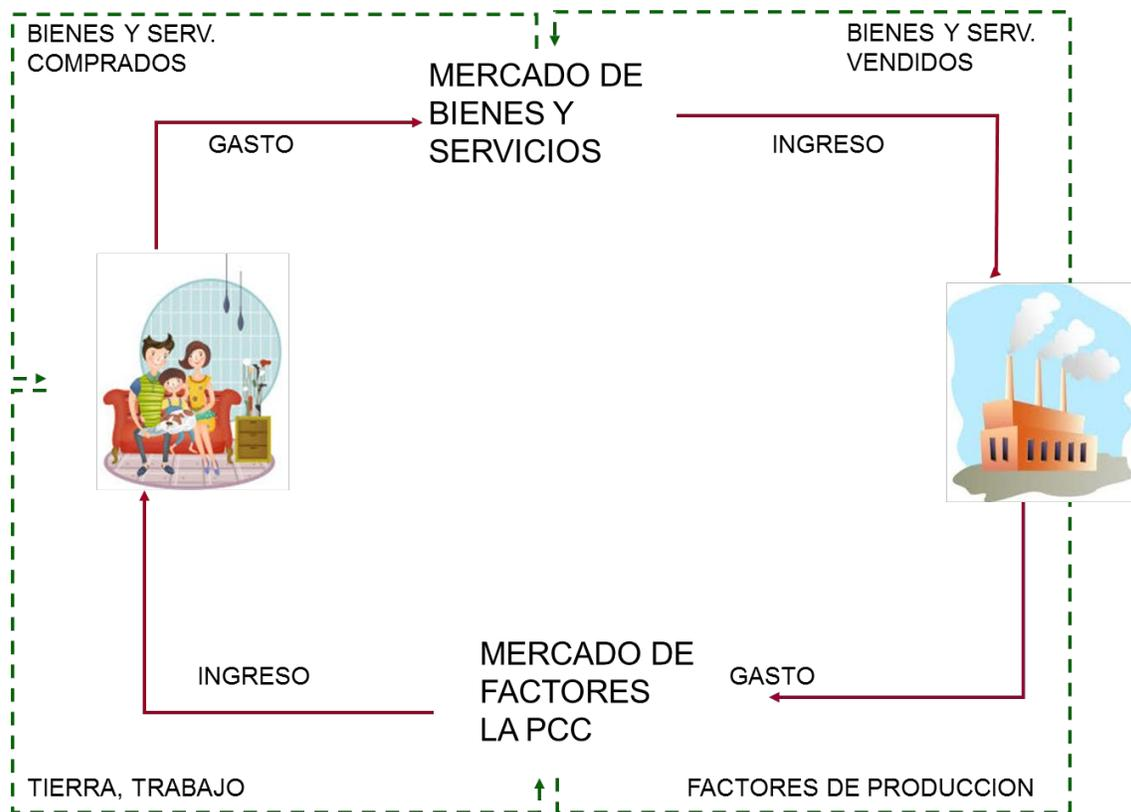 BIENES Y SERV.
COMPRADOS
BIENES Y SERV.
VENDIDOS
MERCADO DE
BIENES Y
SERVICIOS
GASTO
INGRESO
MERCADO DE
FACTORES
LA PCC
INGRESO
GASTO
TIERRA, TRABAJO
FACTORES DE PRODUCCION